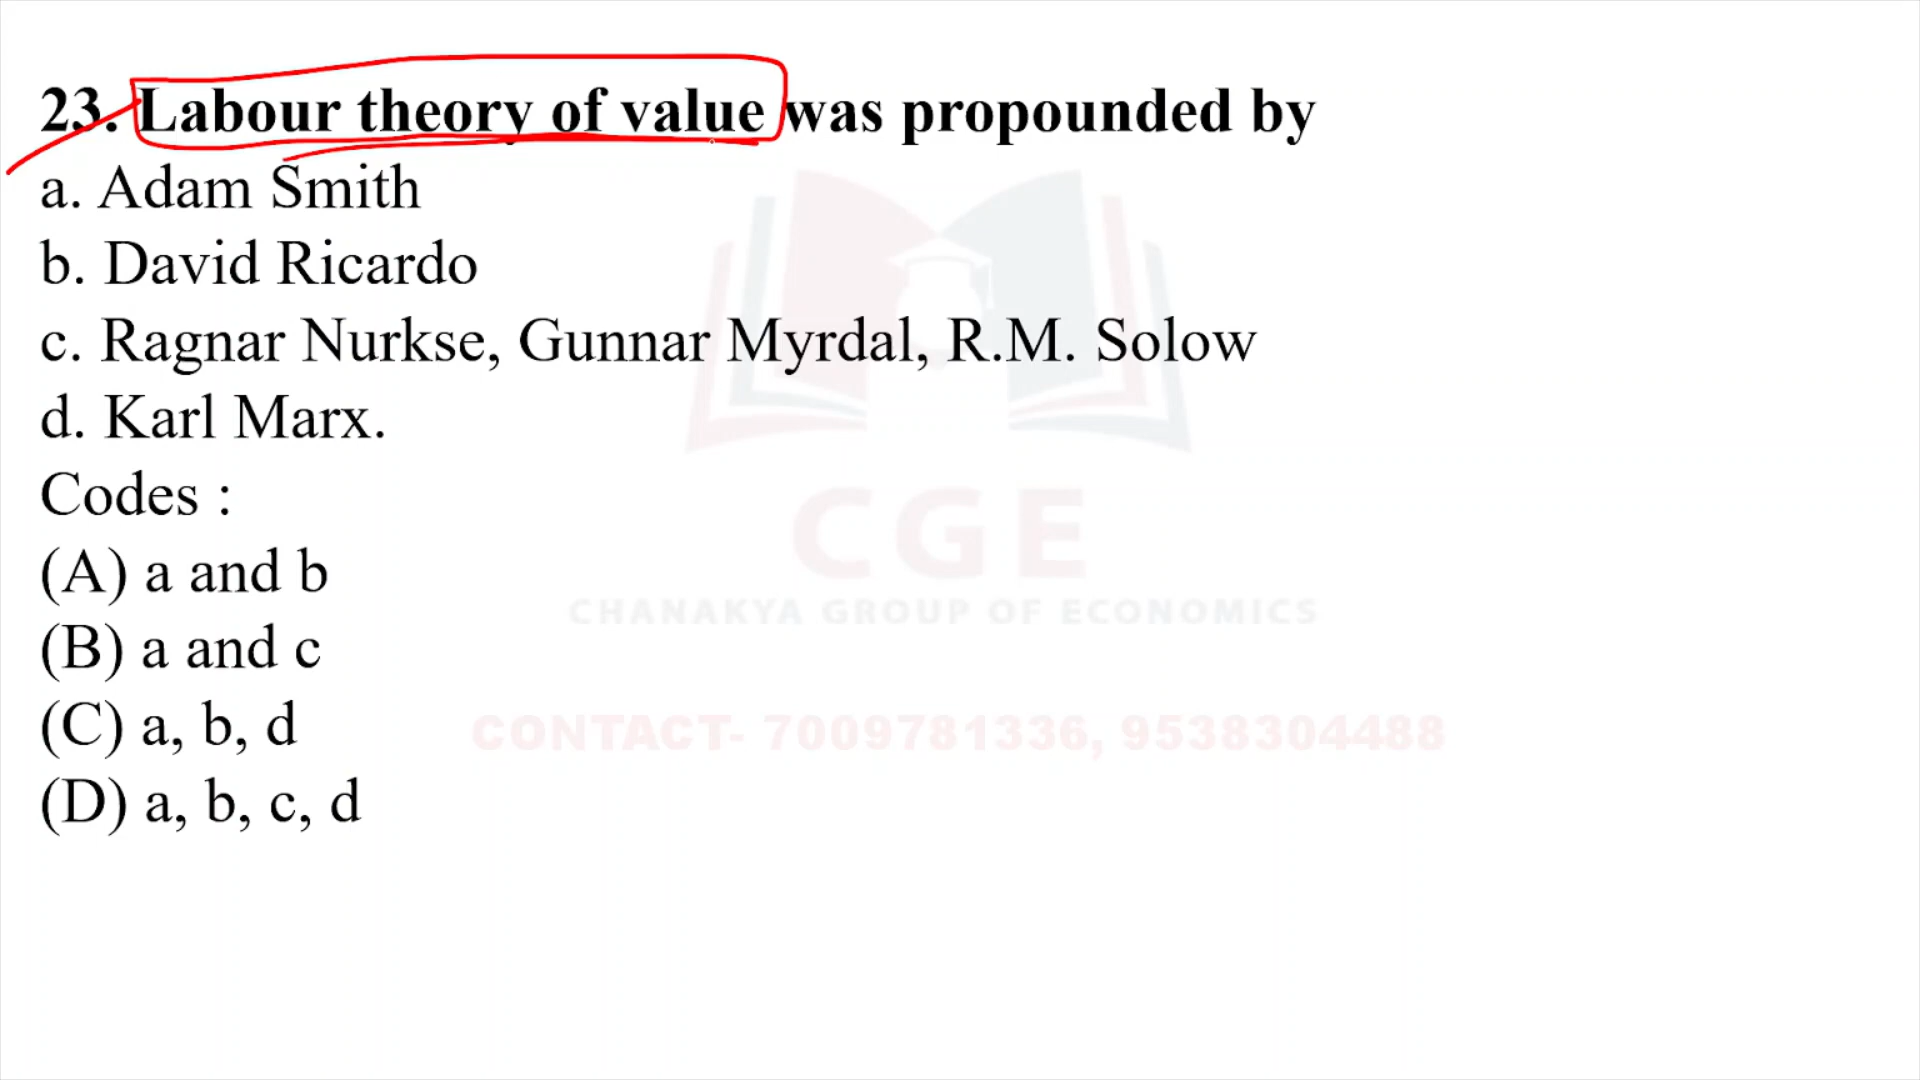 23. Labour theory of value was propounded by
a. Adam Smith
b. David Ricardo
c. Ragnar Nurkse, Gunnar Myrdal, R.M. Solow
d. Karl Marx.
Codes :
(A) a and b
(B) a and c
(C) a, b, d
(D) a, b, c, d
CGE
CHANAKYA GROUP OF ECONOMICS
CONTACT- 7009781336, 9538304488